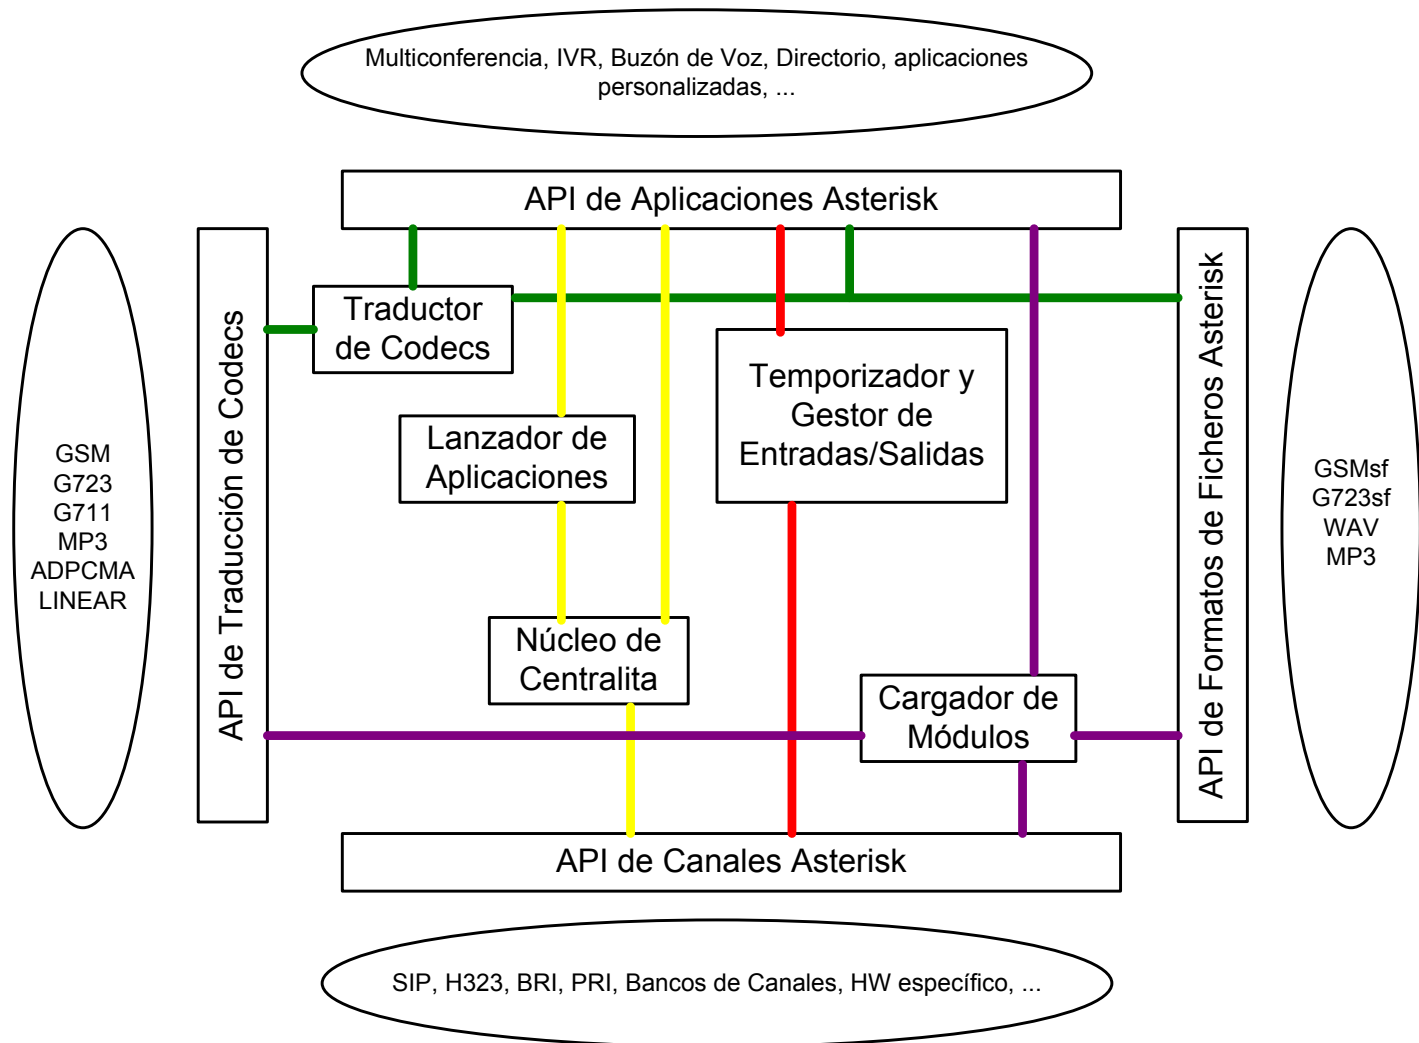 Multiconferencia, IVR, Buzón de Voz, Directorio, aplicaciones
personalizadas, ...
API de Aplicaciones Asterisk
API de Traducción de Codecs
Traductor
de Codecs
Temporizador y
Gestor de
Entradas/Salidas
Lanzador de
Aplicaciones
Núcleo de
Centralita
Cargador de
Módulos
API de Formatos de Ficheros Asterisk
GSM
G723
G711
MP3
ADPCMA
LINEAR
GSMsf
G723sf
WAV
MP3
API de Canales Asterisk
SIP, H323, BRI, PRI, Bancos de Canales, HW específico, ...